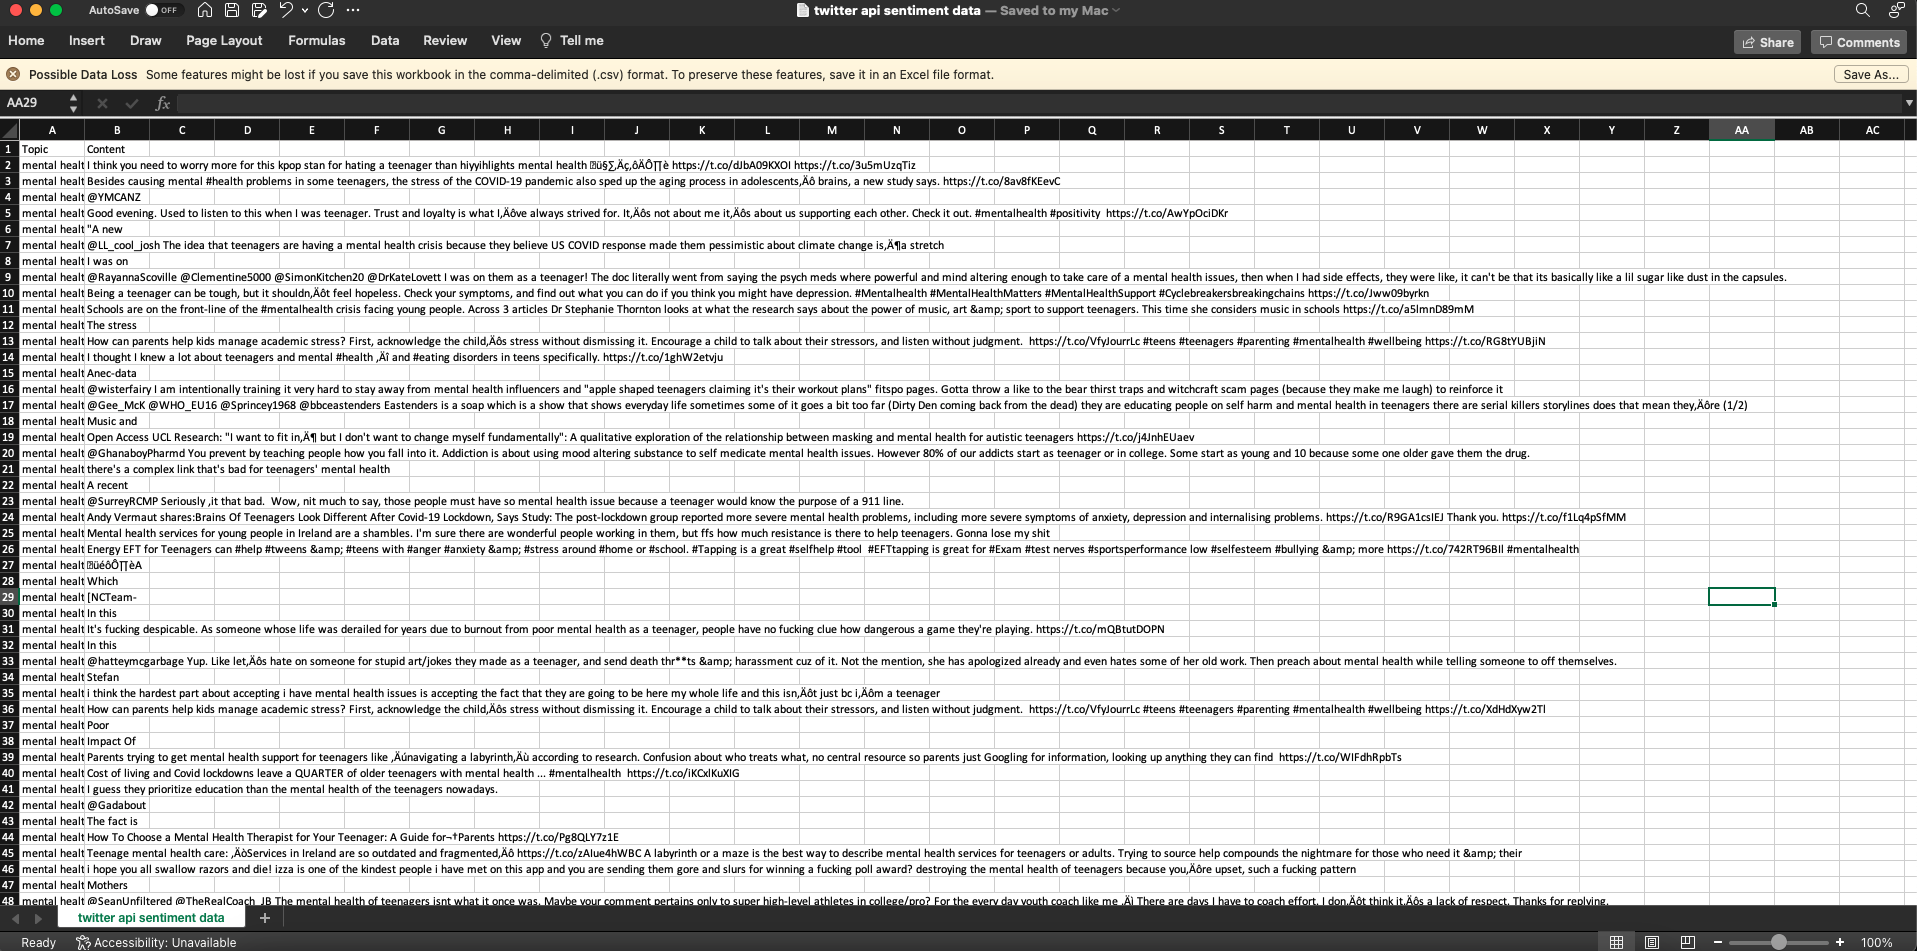 AutoSave OFF twitter api sentiment data — Saved to my Mac
Home Insert Draw Page Layout Formulas Data Review View Tell me Share Comments
Possible Data Loss Some features might be lost if you save this workbook in the comma-delimited (.csv) format. To preserve these features, save it in an Excel file format. Save As...
AA29 fx
A B C D E F G H I J K L M N O P Q R S T U V W X Y Z AA AB AC
1 Topic Content
2 mental healt I think you need to worry more for this kpop stan for hating a teenager than hiyyihlights mental health https://t.co/dJbA09KXOI https://t.co/3u5mUzqTiz
3 mental healt Besides causing mental #health problems in some teenagers, the stress of the COVID-19 pandemic also sped up the aging process in adolescents‚Äô brains, a new study says. https://t.co/8av8fKEevC
4 mental healt @YMCANZ
5 mental healt Good evening. Used to listen to this when I was teenager. Trust and loyalty is what I‚Äôve always strived for. It‚Äôs not about me it‚Äôs about us supporting each other. Check it out. #mentalhealth #positivity https://t.co/AwYpOciDKr
6 mental healt "A new
7 mental healt @LL_cool_josh The idea that teenagers are having a mental health crisis because they believe US COVID response made them pessimistic about climate change is‚Ä¶a stretch
8 mental healt I was on
9 mental healt @RayannaScoville @Clementine5000 @SimonKitchen20 @DrKateLovett I was on them as a teenager! The doc literally went from saying the psych meds where powerful and mind altering enough to take care of a mental health issues, then when I had side effects, they were like, it can't be that its basically like a lil sugar like dust in the capsules.
10 mental healt Being a teenager can be tough, but it shouldn‚Äôt feel hopeless. Check your symptoms, and find out what you can do if you think you might have depression. #Mentalhealth #MentalHealthMatters #MentalHealthSupport #Cyclebreakersbreakingchains https://t.co/Jww09byrkn
11 mental healt Schools are on the front-line of the #mentalhealth crisis facing young people. Across 3 articles Dr Stephanie Thornton looks at what the research says about the power of music, art &amp; sport to support teenagers. This time she considers music in schools https://t.co/a5lmnD89mM
12 mental healt The stress
13 mental healt How can parents help kids manage academic stress? First, acknowledge the child‚Äôs stress without dismissing it. Encourage a child to talk about their stressors, and listen without judgment. https://t.co/VfyJourrLc #teens #teenagers #parenting #mentalhealth #wellbeing https://t.co/RG8tYUBjiN
14 mental healt I thought I knew a lot about teenagers and mental #health ‚Äî and #eating disorders in teens specifically. https://t.co/1ghW2etvju
15 mental healt Anec-data
16 mental healt @wisterfairy I am intentionally training it very hard to stay away from mental health influencers and "apple shaped teenagers claiming it's their workout plans" fitspo pages. Gotta throw a like to the bear thirst traps and witchcraft scam pages (because they make me laugh) to reinforce it
17 mental healt @Gee_McK @WHO_EU16 @Sprincey1968 @bbceastenders Eastenders is a soap which is a show that shows everyday life sometimes some of it goes a bit too far (Dirty Den coming back from the dead) they are educating people on self harm and mental health in teenagers there are serial killers storylines does that mean they‚Äôre (1/2)
18 mental healt Music and
19 mental healt Open Access UCL Research: "I want to fit in‚Ä¶ but I don't want to change myself fundamentally": A qualitative exploration of the relationship between masking and mental health for autistic teenagers https://t.co/j4JnhEUaev
20 mental healt @GhanaboyPharmd You prevent by teaching people how you fall into it. Addiction is about using mood altering substance to self medicate mental health issues. However 80% of our addicts start as teenager or in college. Some start as young and 10 because some one older gave them the drug.
21 mental healt there's a complex link that's bad for teenagers' mental health
22 mental healt A recent
23 mental healt @SurreyRCMP Seriously ,it that bad. Wow, nit much to say, those people must have so mental health issue because a teenager would know the purpose of a 911 line.
24 mental healt Andy Vermaut shares:Brains Of Teenagers Look Different After Covid-19 Lockdown, Says Study: The post-lockdown group reported more severe mental health problems, including more severe symptoms of anxiety, depression and internalising problems. https://t.co/R9GA1csIEJ Thank you. https://t.co/f1Lq4pSfMM
25 mental healt Mental health services for young people in Ireland are a shambles. I'm sure there are wonderful people working in them, but ffs how much resistance is there to help teenagers. Gonna lose my shit
26 mental healt Energy EFT for Teenagers can #help #tweens &amp; #teens with #anger #anxiety &amp; #stress around #home or #school. #Tapping is a great #selfhelp #tool #EFTtapping is great for #Exam #test nerves #sportsperformance low #selfesteem #bullying &amp; more https://t.co/742RT96BIl #mentalhealth
27 mental healt
28 mental healt Which
29 mental healt [NCTeam-
30 mental healt In this
31 mental healt It's fucking despicable. As someone whose life was derailed for years due to burnout from poor mental health as a teenager, people have no fucking clue how dangerous a game they're playing. https://t.co/mQBtutDOPN
32 mental healt In this
33 mental healt @hatteymcgarbage Yup. Like let‚Äôs hate on someone for stupid art/jokes they made as a teenager, and send death thr**ts &amp; harassment cuz of it. Not the mention, she has apologized already and even hates some of her old work. Then preach about mental health while telling someone to off themselves.
34 mental healt Stefan
35 mental healt i think the hardest part about accepting i have mental health issues is accepting the fact that they are going to be here my whole life and this isn‚Äôt just bc i‚Äôm a teenager
36 mental healt How can parents help kids manage academic stress? First, acknowledge the child‚Äôs stress without dismissing it. Encourage a child to talk about their stressors, and listen without judgment. https://t.co/VfyJourrLc #teens #teenagers #parenting #mentalhealth #wellbeing https://t.co/XdHdXyw2Tl
37 mental healt Poor
38 mental healt Impact Of
39 mental healt Parents trying to get mental health support for teenagers like ‚Äúnavigating a labyrinth‚Äù according to research. Confusion about who treats what, no central resource so parents just Googling for information, looking up anything they can find https://t.co/WIFdhRpbTs
40 mental healt Cost of living and Covid lockdowns leave a QUARTER of older teenagers with mental health ... #mentalhealth https://t.co/iKCxlKuXIG
41 mental healt I guess they prioritize education than the mental health of the teenagers nowadays.
42 mental healt @Gadabout
43 mental healt The fact is
44 mental healt How To Choose a Mental Health Therapist for Your Teenager: A Guide for¬†Parents https://t.co/Pg8QLY7z1E
45 mental healt Teenage mental health care: ‚ÄòServices in Ireland are so outdated and fragmented‚Äô https://t.co/zAIue4hWBC A labyrinth or a maze is the best way to describe mental health services for teenagers or adults. Trying to source help compounds the nightmare for those who need it &amp; their
46 mental healt i hope you all swallow razors and die! izza is one of the kindest people i have met on this app and you are sending them gore and slurs for winning a fucking poll award? destroying the mental health of teenagers because you‚Äôre upset, such a fucking pattern
47 mental healt Mothers
48 mental healt @SeanUnfiltered @TheRealCoach_JB The mental health of teenagers isnt what it once was. Maybe your comment pertains only to super high-level athletes in college/pro? For the every day youth coach like me ‚Äì There are days I have to coach effort. I don‚Äôt think it‚Äôs a lack of respect. Thanks for replying.
twitter api sentiment data +
Ready Accessibility: Unavailable 100%